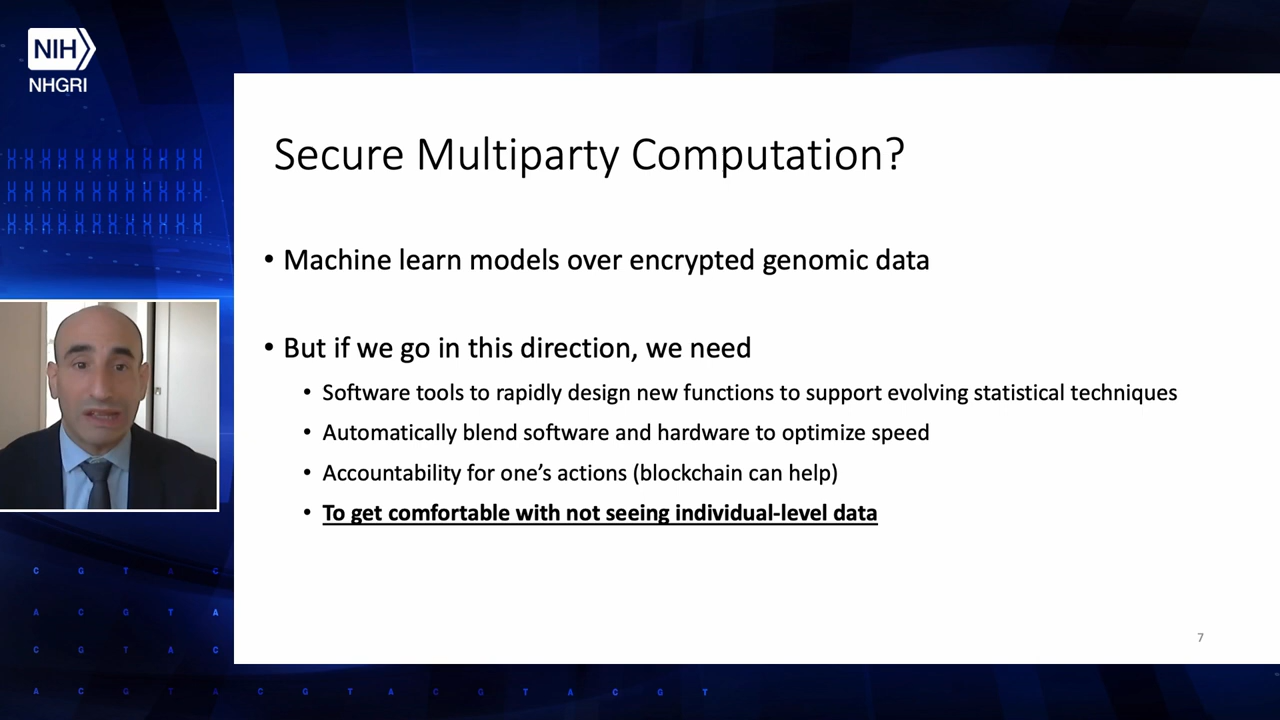 NIH
NHGRI
Secure Multiparty Computation?
• Machine learn models over encrypted genomic data
• But if we go in this direction, we need
• Software tools to rapidly design new functions to support evolving statistical techniques
• Automatically blend software and hardware to optimize speed
• Accountability for one’s actions (blockchain can help)
• To get comfortable with not seeing individual-level data
7
C G T A C
A C G T A
C G T A C
A C G T A C G T A C G T A C G T